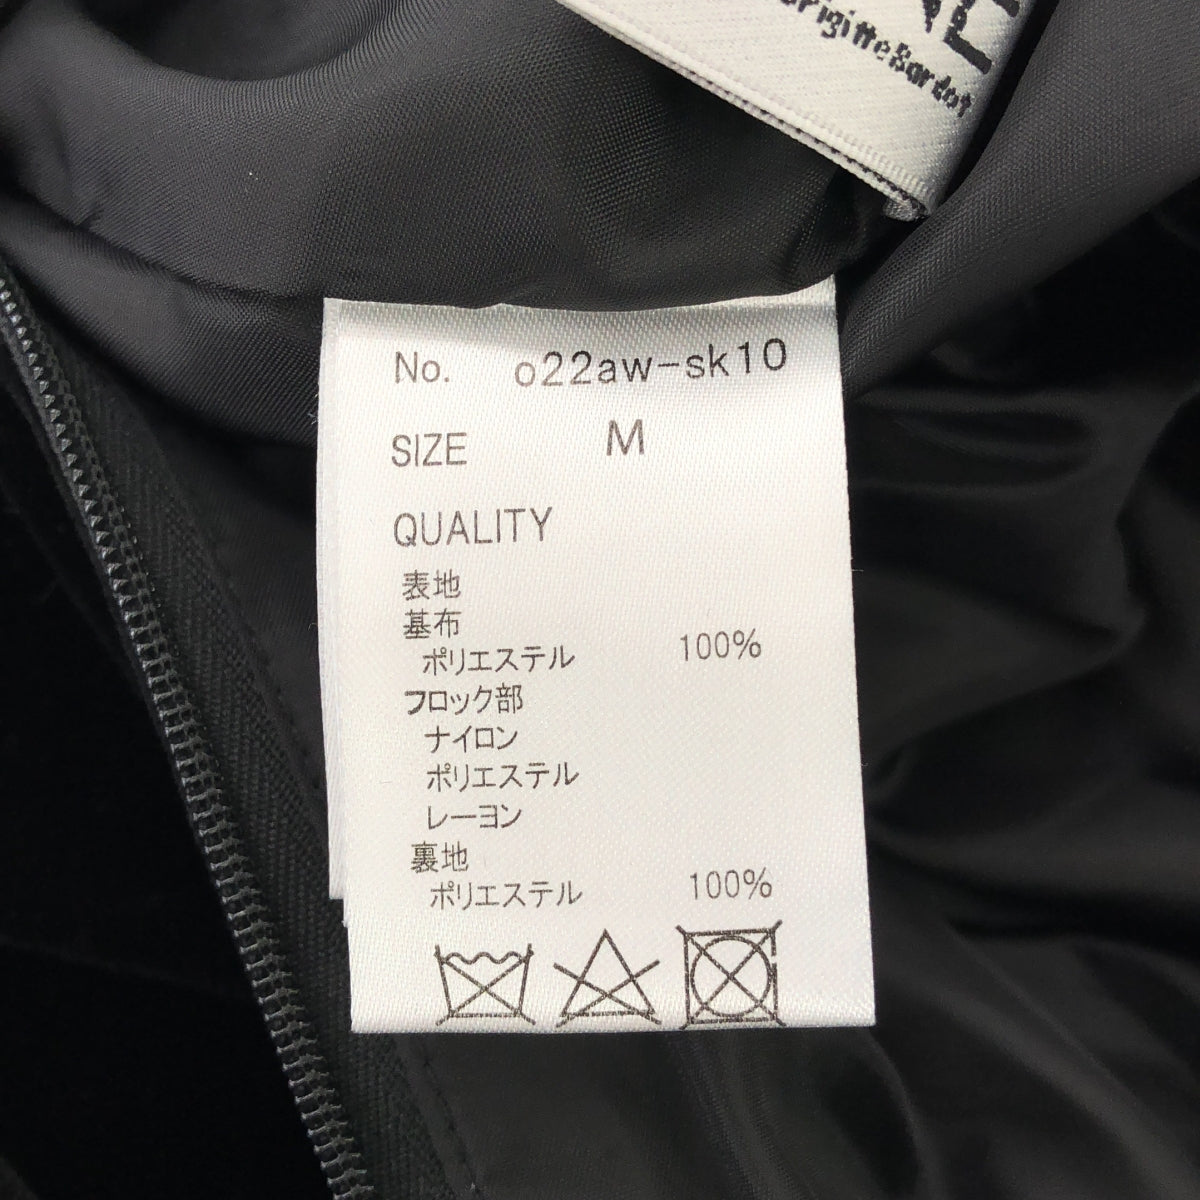 BrigitteBardot
No. o22aw-sk10
SIZE M
QUALITY
表地
基布
ポリエステル 100%
フロック部
ナイロン
ポリエステル
レーヨン
裏地
ポリエステル 100%